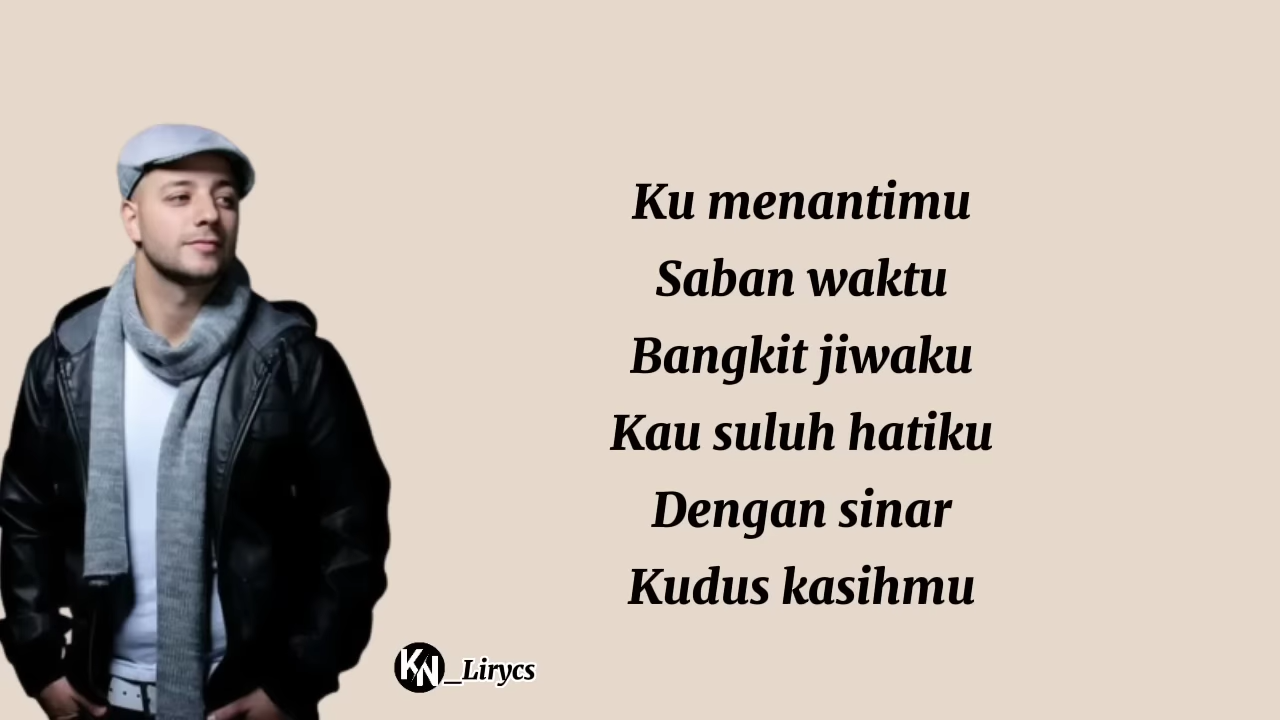 Ku menantimu
Saban waktu
Bangkit jiwaku
Kau suluh hatiku
Dengan sinar
Kudus kasihmu
KN_Lirycs